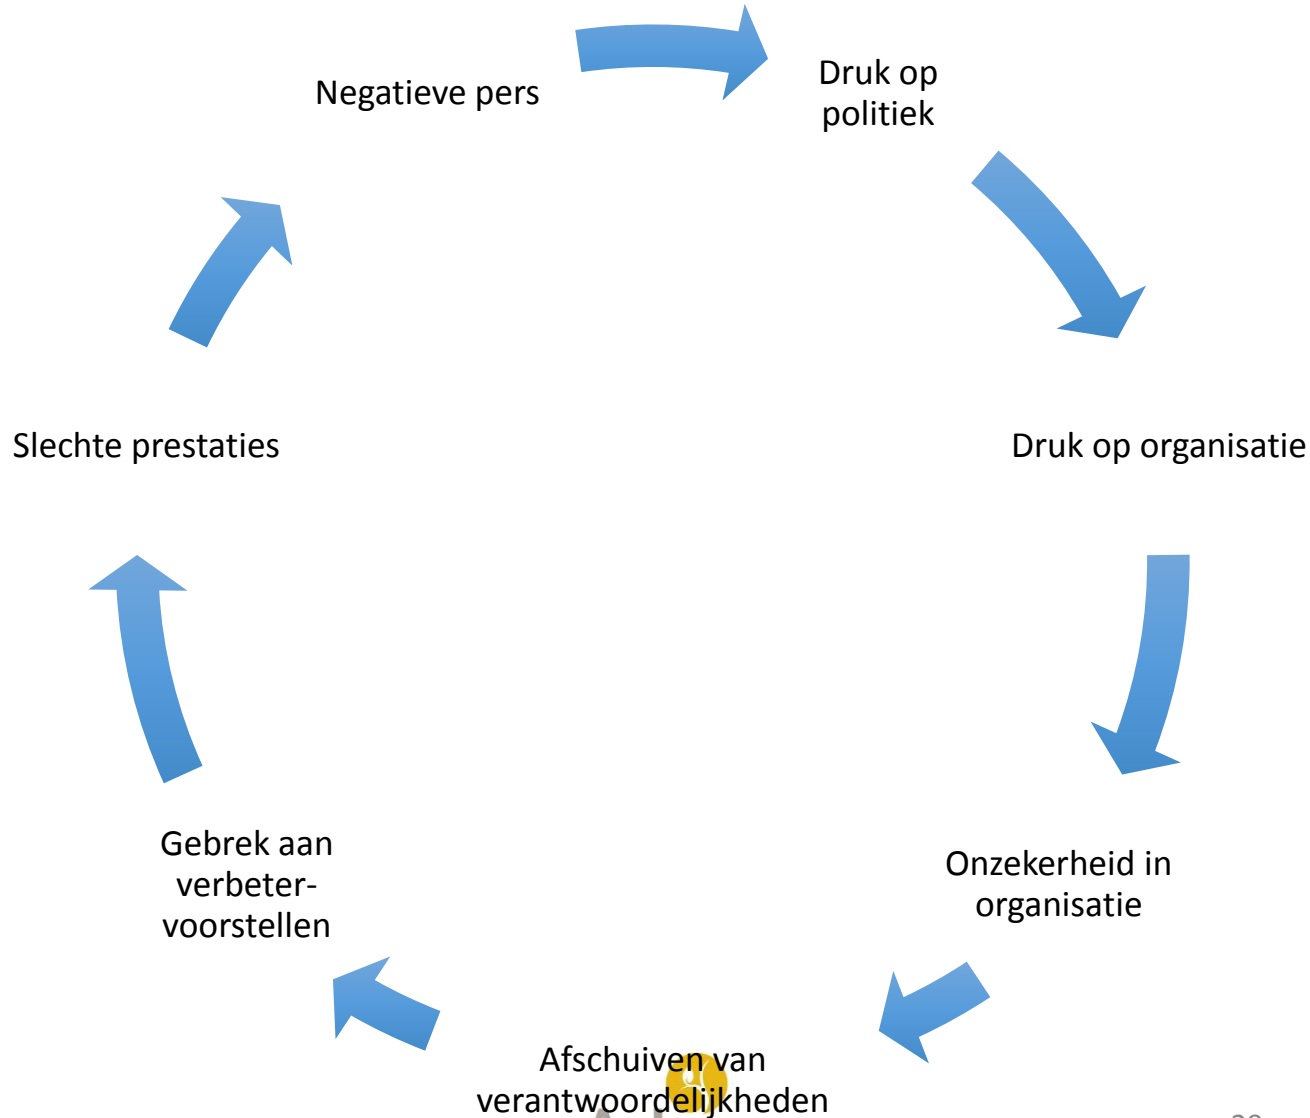 Negatieve pers
Druk op
politiek
Druk op organisatie
Onzekerheid in
organisatie
Afschuiven van
verantwoordelijkheden
Gebrek aan
verbeter-
voorstellen
Slechte prestaties